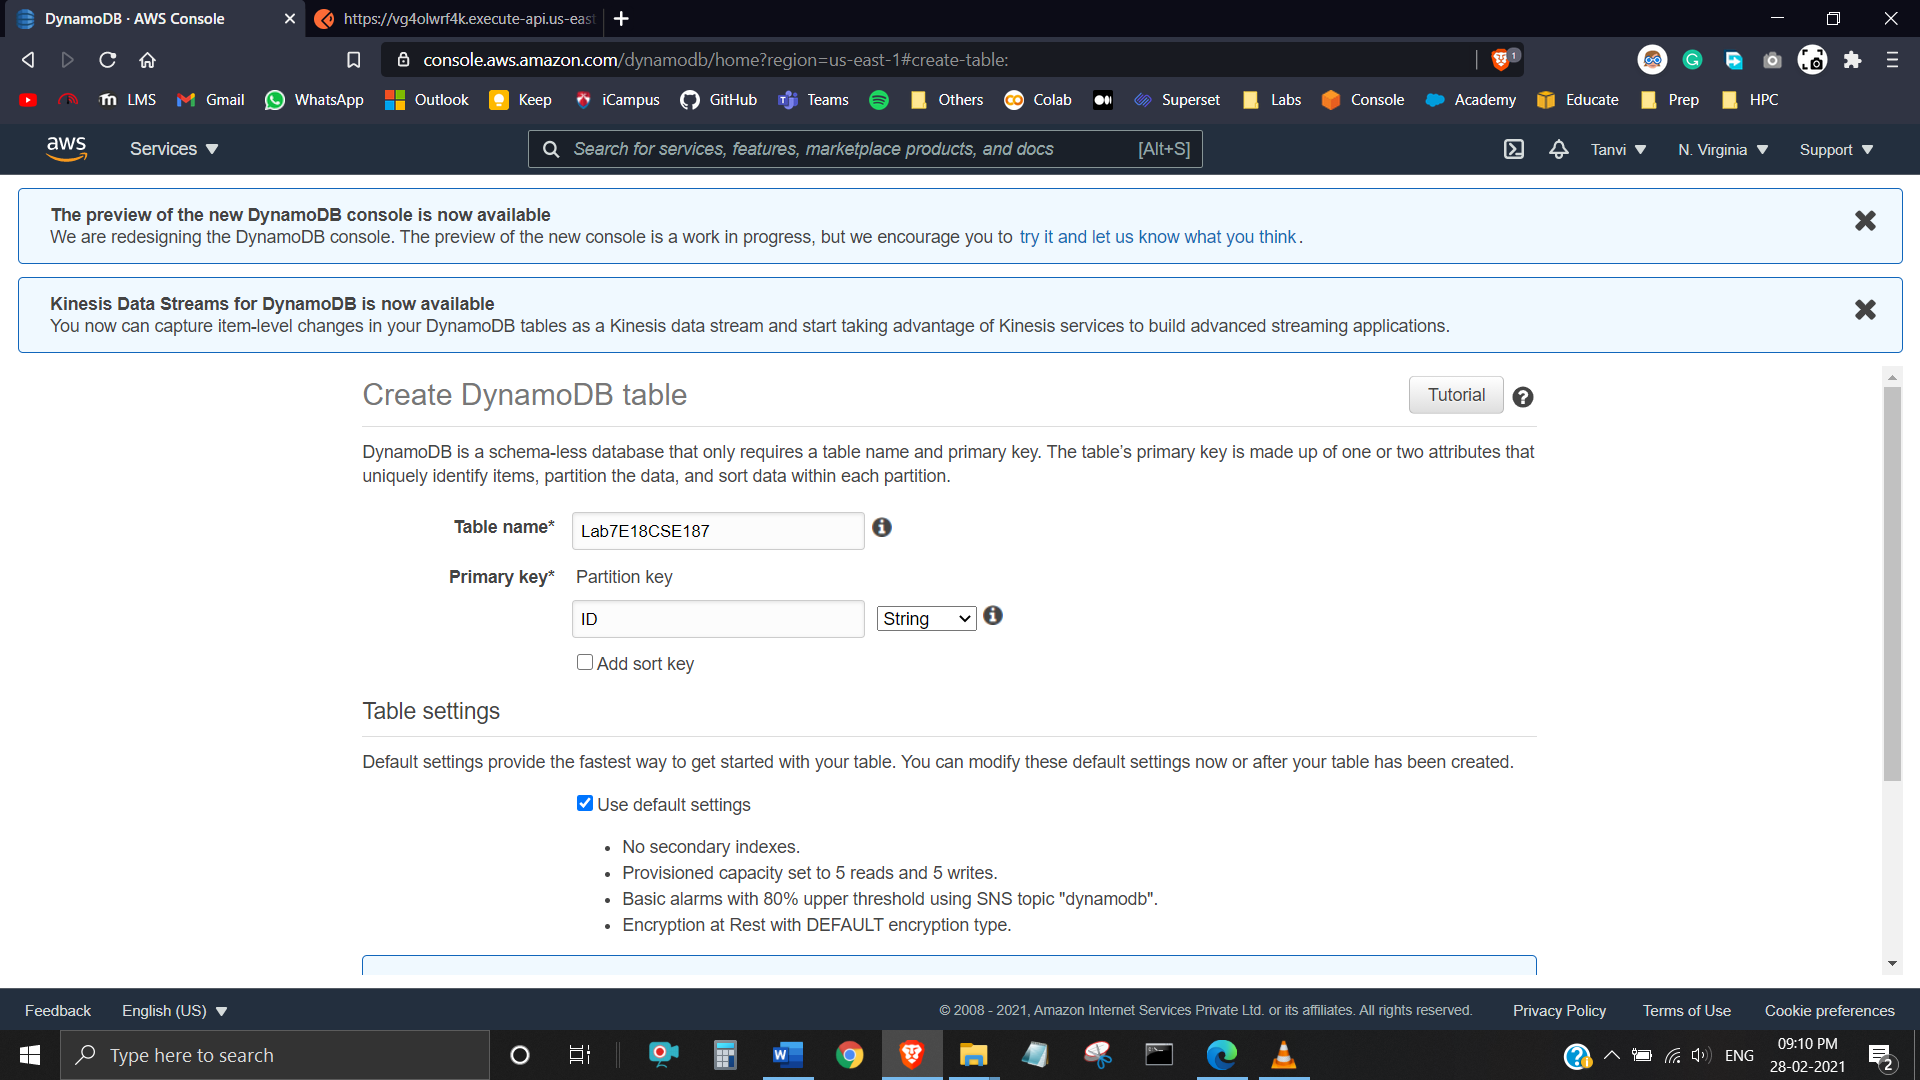 DynamoDB · AWS Console
https://vg4olwrf4k.execute-api.us-east
console.aws.amazon.com/dynamodb/home?region=us-east-1#create-table:
1
LMS Gmail WhatsApp Outlook Keep iCampus GitHub Teams Others Colab Superset Labs Console Academy Educate Prep HPC
aws Services Search for services, features, marketplace products, and docs [Alt+S] Tanvi N. Virginia Support
The preview of the new DynamoDB console is now available
We are redesigning the DynamoDB console. The preview of the new console is a work in progress, but we encourage you to try it and let us know what you think.
Kinesis Data Streams for DynamoDB is now available
You now can capture item-level changes in your DynamoDB tables as a Kinesis data stream and start taking advantage of Kinesis services to build advanced streaming applications.
Create DynamoDB table
Tutorial
DynamoDB is a schema-less database that only requires a table name and primary key. The table’s primary key is made up of one or two attributes that
uniquely identify items, partition the data, and sort data within each partition.
Table name* Lab7E18CSE187
Primary key* Partition key
ID String
Add sort key
Table settings
Default settings provide the fastest way to get started with your table. You can modify these default settings now or after your table has been created.
Use default settings
• No secondary indexes.
• Provisioned capacity set to 5 reads and 5 writes.
• Basic alarms with 80% upper threshold using SNS topic "dynamodb".
• Encryption at Rest with DEFAULT encryption type.
Feedback English (US) © 2008 - 2021, Amazon Internet Services Private Ltd. or its affiliates. All rights reserved. Privacy Policy Terms of Use Cookie preferences
Type here to search
ENG
09:10 PM
28-02-2021
2